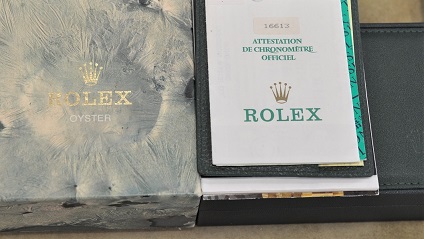 ROLEX
OYSTER
16613
ATTESTATION
DE CHRONOMÈTRE
OFFICIEL
ROLEX